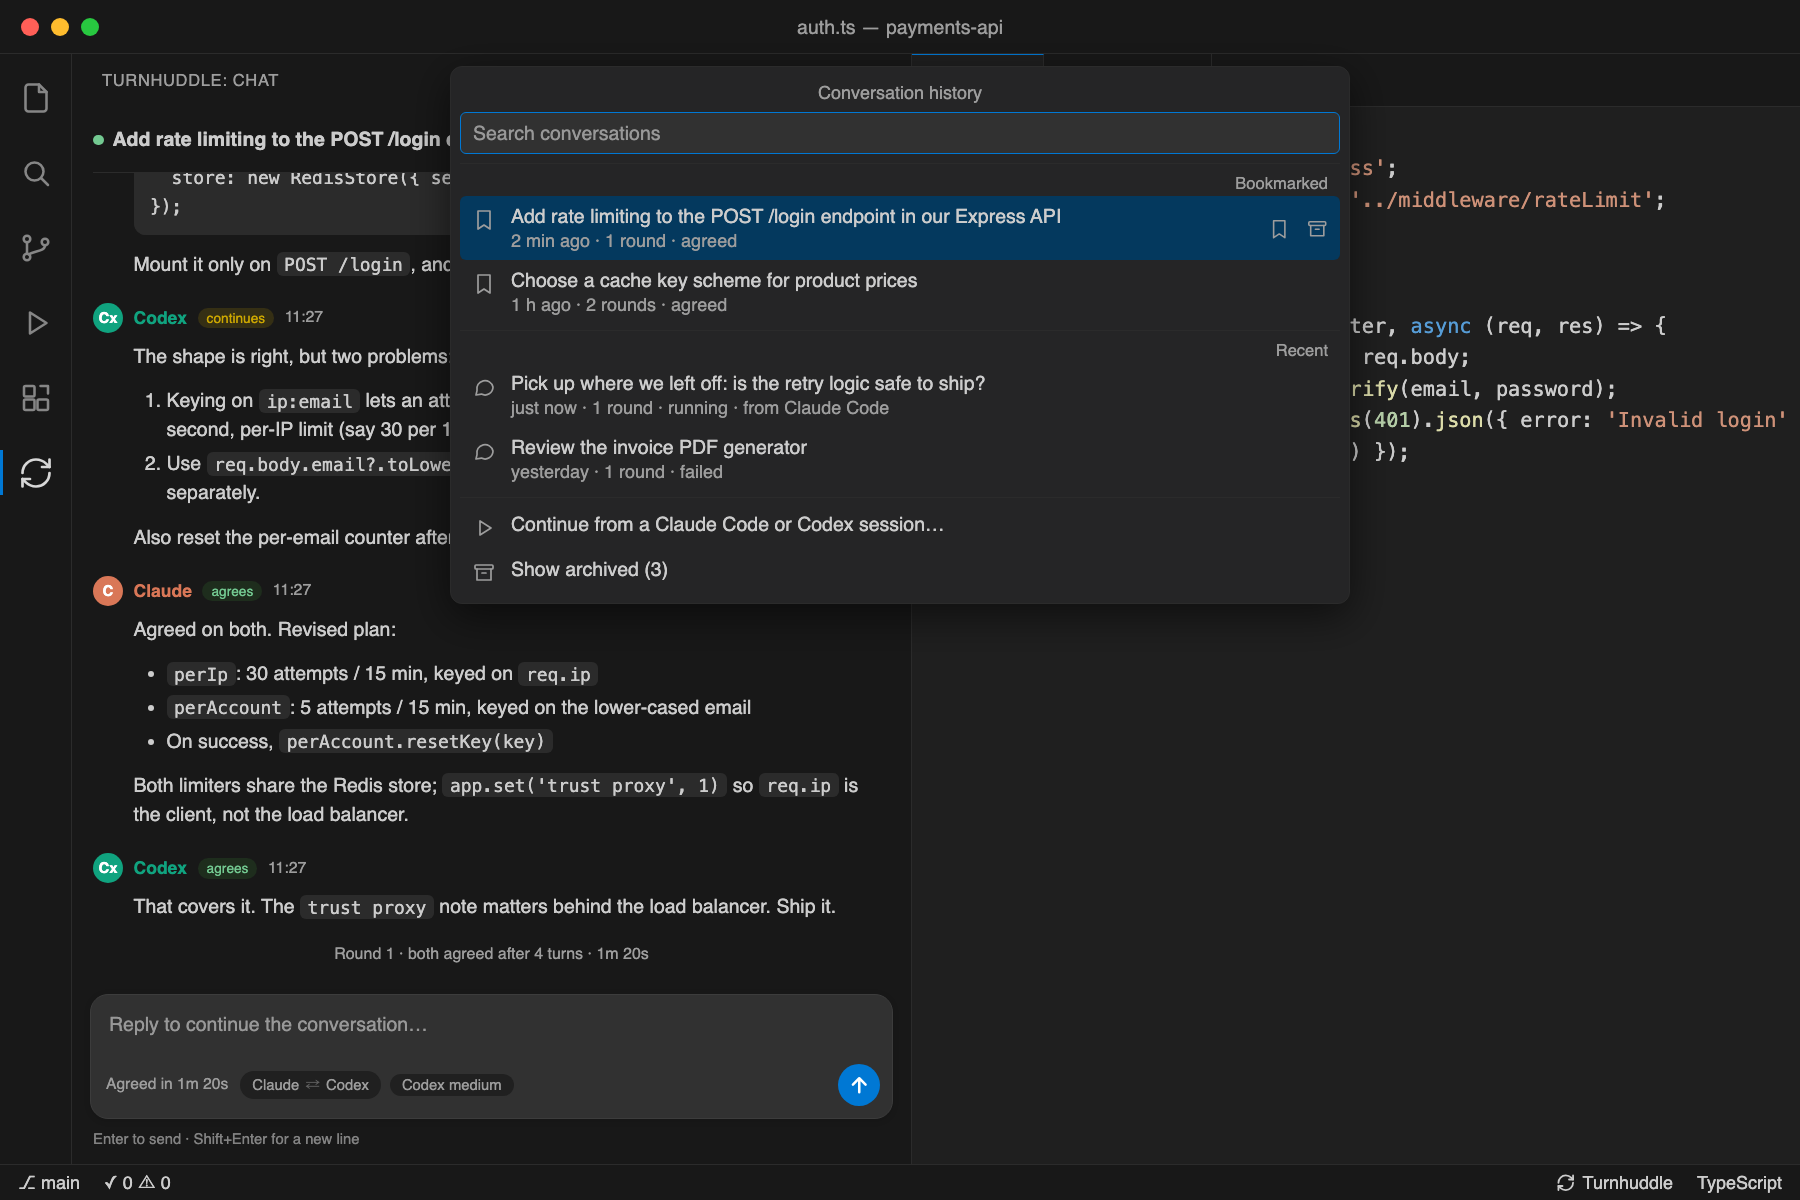 auth.ts — payments-api
TURNHUDDLE: CHAT
Add rate limiting to the POST /login
store: new RedisStore({ se
});
Mount it only on POST /login, and
Cx Codex continues 11:27
The shape is right, but two problems:
1. Keying on ip:email lets an att
second, per-IP limit (say 30 per 1
2. Use req.body.email?.toLowe
separately.
Also reset the per-email counter after
C Claude agrees 11:27
Agreed on both. Revised plan:
• perIp: 30 attempts / 15 min, keyed on req.ip
• perAccount: 5 attempts / 15 min, keyed on the lower-cased email
• On success, perAccount.resetKey(key)
Both limiters share the Redis store; app.set('trust proxy', 1) so req.ip is
the client, not the load balancer.
Cx Codex agrees 11:27
That covers it. The trust proxy note matters behind the load balancer. Ship it.
Round 1 · both agreed after 4 turns · 1m 20s
Reply to continue the conversation…
Agreed in 1m 20s Claude ⇄ Codex Codex medium
Enter to send · Shift+Enter for a new line
Conversation history
Search conversations
Bookmarked
Add rate limiting to the POST /login endpoint in our Express API
2 min ago · 1 round · agreed
Choose a cache key scheme for product prices
1 h ago · 2 rounds · agreed
Recent
Pick up where we left off: is the retry logic safe to ship?
just now · 1 round · running · from Claude Code
Review the invoice PDF generator
yesterday · 1 round · failed
Continue from a Claude Code or Codex session…
Show archived (3)
ss';
'../middleware/rateLimit';
ter, async (req, res) => {
req.body;
rify(email, password);
s(401).json({ error: 'Invalid login'
) });
main ✓ 0 ⚠ 0
Turnhuddle TypeScript